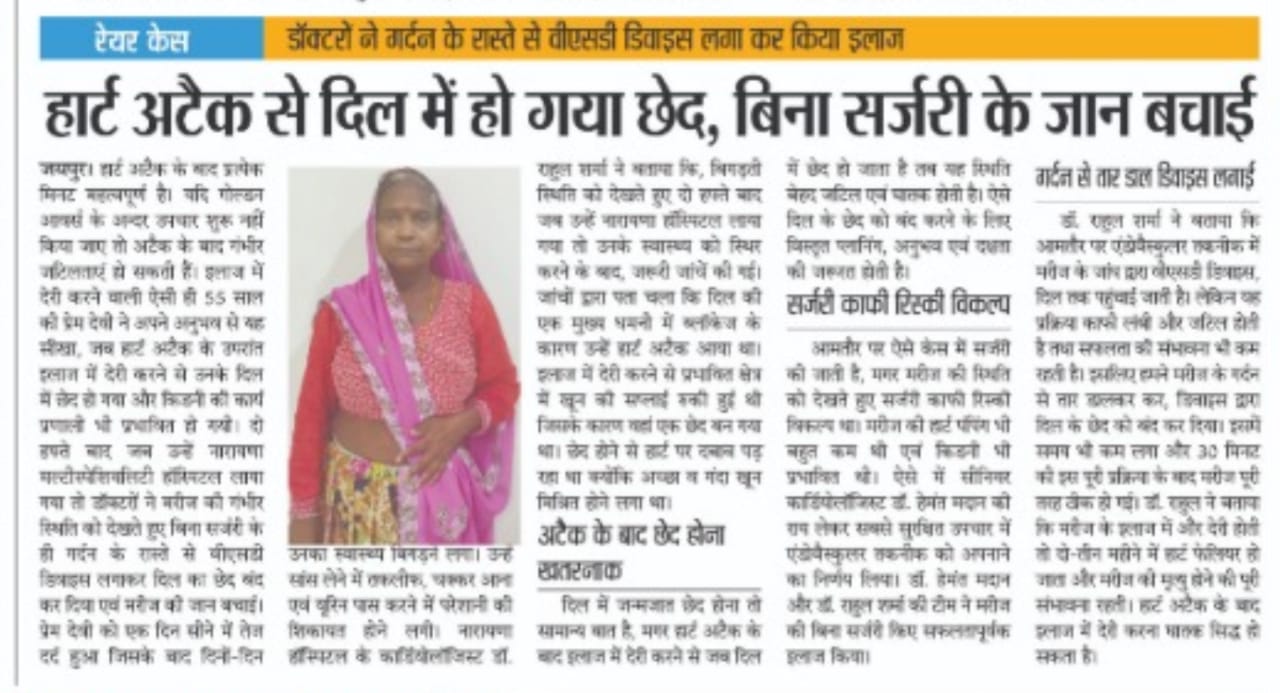 रेयर केस
डॉक्टरों ने गर्दन के रास्ते से वीएसडी डिवाइस लगा कर किया इलाज
हार्ट अटैक से दिल में हो गया छेद, बिना सर्जरी के जान बचाई
जयपुर। हार्ट अटैक के बाद प्रत्येक
मिनट महत्वपूर्ण है। यदि गोल्डन
आवर्स के अन्दर उपचार शुरू नहीं
किया जाए तो अटैक के बाद गंभीर
जटिलताएं हो सकती हैं। इलाज में
देरी करने वाली ऐसी ही 55 साल
की प्रेम देवी ने अपने अनुभव से यह
सीखा, जब हार्ट अटैक के उपरांत
इलाज में देरी करने से उनके दिल
में छेद हो गया और किडनी की कार्य
प्रणाली भी प्रभावित हो गयी। दो
हफ्ते बाद जब उन्हें नारायणा
मल्टीस्पेशियलिटी हॉस्पिटल लाया
गया तो डॉक्टरों ने मरीज की गंभीर
स्थिति को देखते हुए बिना सर्जरी के
ही गर्दन के रास्ते से वीएसडी
डिवाइस लगाकर दिल का छेद बंद
कर दिया एवं मरीज की जान बचाई।
प्रेम देवी को एक दिन सीने में तेज
दर्द हुआ जिसके बाद दिनों-दिन
उनका स्वास्थ्य बिगड़ने लगा। उन्हें
सांस लेने में तकलीफ, चक्कर आना
एवं यूरिन पास करने में परेशानी की
शिकायत होने लगी। नारायणा
हॉस्पिटल के कार्डियोलॉजिस्ट डॉ.
राहुल शर्मा ने बताया कि, बिगड़ती
स्थिति को देखते हुए दो हफ्ते बाद
जब उन्हें नारायणा हॉस्पिटल लाया
गया तो उनके स्वास्थ्य को स्थिर
करने के बाद, जरूरी जांचें की गई।
जांचों द्वारा पता चला कि दिल की
एक मुख्य धमनी में ब्लॉकेज के
कारण उन्हें हार्ट अटैक आया था।
इलाज में देरी करने से प्रभावित क्षेत्र
में खून की सप्लाई रुकी हुई थी
जिसके कारण वहां एक छेद बन गया
था। छेद होने से हार्ट पर दबाव पड़
रहा था क्योंकि अच्छा व गंदा खून
मिश्रित होने लगा था।
अटैक के बाद छेद होना
खतरनाक
दिल में जन्मजात छेद होना तो
सामान्य बात है, मगर हार्ट अटैक के
बाद इलाज में देरी करने से जब दिल
में छेद हो जाता है तब यह स्थिति
बेहद जटिल एवं घातक होती है। ऐसे
दिल के छेद को बंद करने के लिए
विस्तृत प्लानिंग, अनुभव एवं दक्षता
की जरूरत होती है।
सर्जरी काफी रिस्की विकल्प
आमतौर पर ऐसे केस में सर्जरी
की जाती है, मगर मरीज की स्थिति
को देखते हुए सर्जरी काफी रिस्की
विकल्प था। मरीज की हार्ट पंपिंग भी
बहुत कम थी एवं किडनी भी
प्रभावित थी। ऐसे में सीनियर
कार्डियोलॉजिस्ट डॉ. हेमंत मदान की
राय लेकर सबसे सुरक्षित उपचार में
एंडोवैस्कुलर तकनीक को अपनाने
का निर्णय लिया। डॉ. हेमंत मदान
और डॉ. राहुल शर्मा की टीम ने मरीज
की बिना सर्जरी किए सफलतापूर्वक
इलाज किया।
गर्दन से तार डाल डिवाइस लगाई
डॉ. राहुल शर्मा ने बताया कि
आमतौर पर एंडोवैस्कुलर तकनीक में
मरीज के जांघ द्वारा वीएसडी डिवाइस,
दिल तक पहुंचाई जाती है। लेकिन यह
प्रक्रिया काफी लंबी और जटिल होती
है तथा सफलता की संभावना भी कम
रहती है। इसलिए हमने मरीज के गर्दन
से तार डालकर कर, डिवाइस द्वारा
दिल के छेद को बंद कर दिया। इसमें
समय भी कम लगा और 30 मिनट
की इस पूरी प्रक्रिया के बाद मरीज पूरी
तरह ठीक हो गई। डॉ. राहुल ने बताया
कि मरीज के इलाज में और देरी होती
तो दो-तीन महीने में हार्ट फेलियर हो
जाता और मरीज की मृत्यु होने की पूरी
संभावना रहती। हार्ट अटैक के बाद
इलाज में देरी करना घातक सिद्ध हो
सकता है।